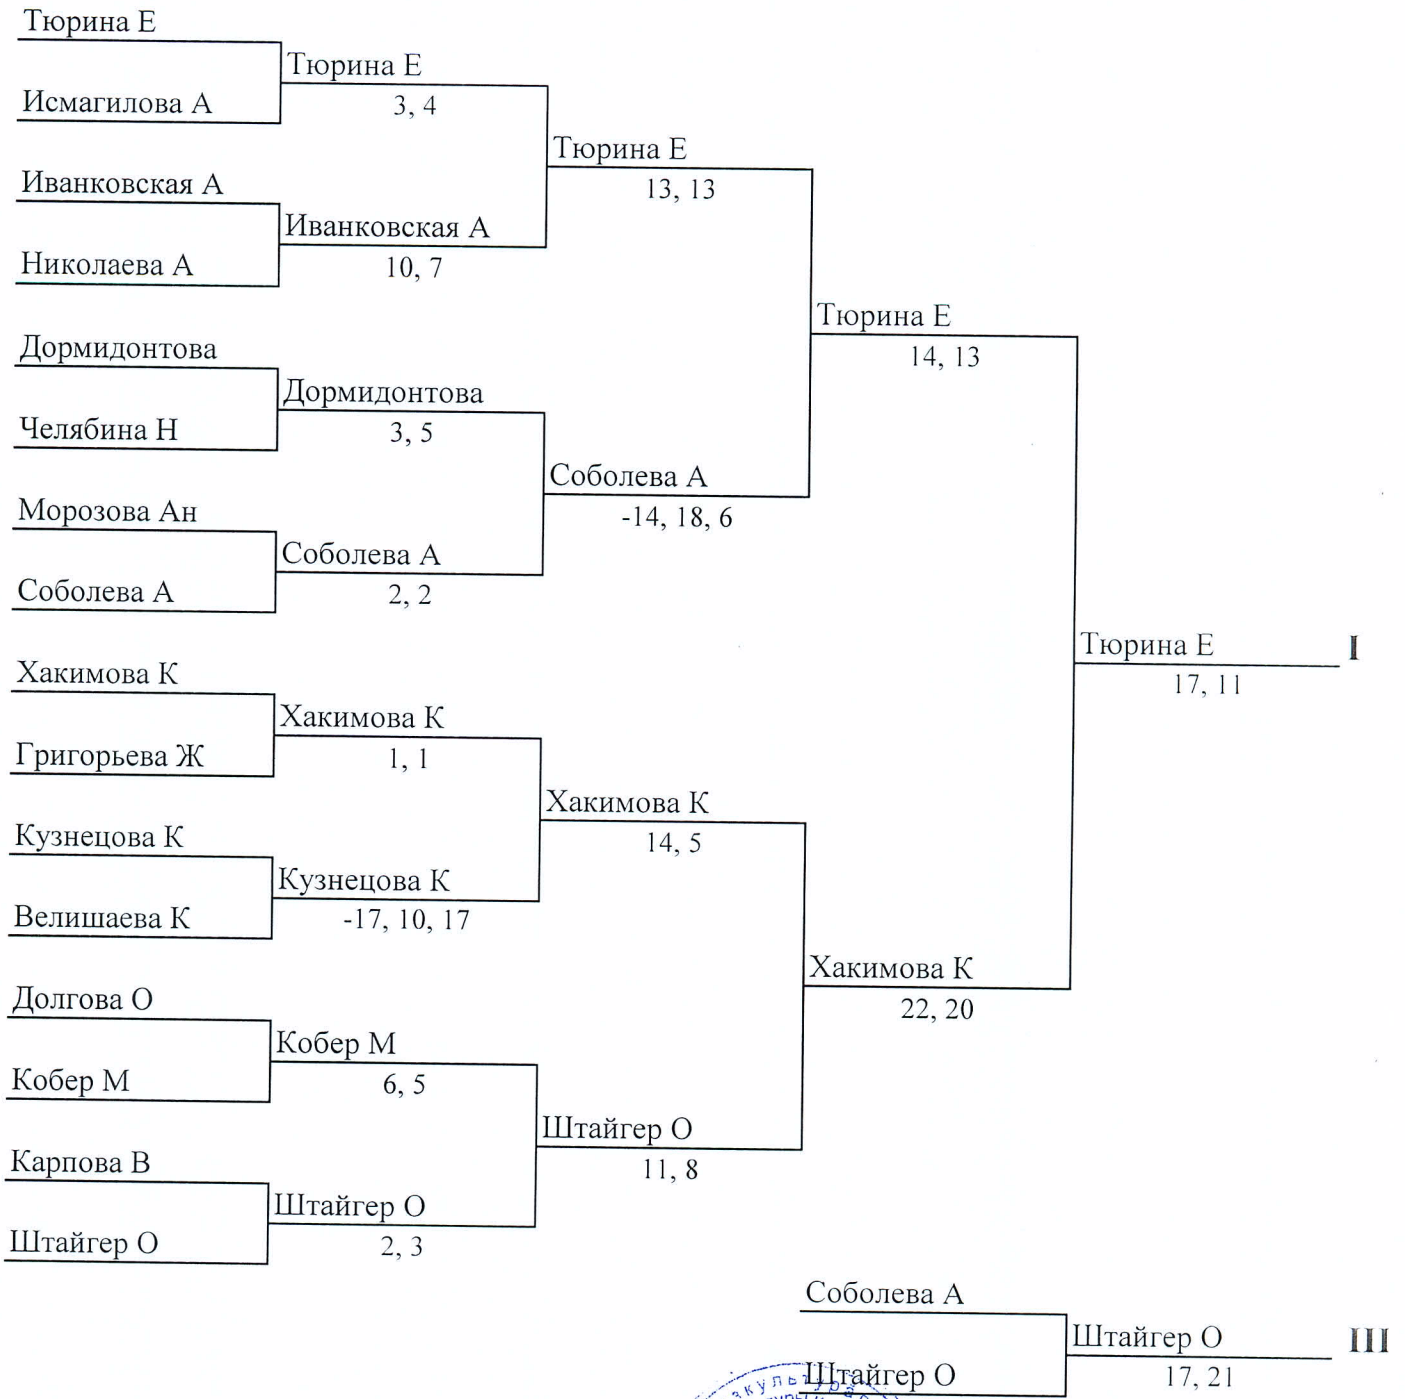 Тюрина Е
Тюрина Е
3, 4
Исмагилова А
Тюрина Е
13, 13
Иванковская А
Иванковская А
10, 7
Николаева А
Тюрина Е
14, 13
Дормидонтова
Дормидонтова
3, 5
Челябина Н
Соболева А
-14, 18, 6
Морозова Ан
Соболева А
2, 2
Соболева А
Тюрина Е I
17, 11
Хакимова К
Хакимова К
1, 1
Григорьева Ж
Хакимова К
14, 5
Кузнецова К
Кузнецова К
-17, 10, 17
Велишаева К
Хакимова К
22, 20
Долгова О
Кобер М
6, 5
Кобер М
Штайгер О
11, 8
Карпова В
Штайгер О
2, 3
Штайгер О
Соболева А
Штайгер О III
17, 21
Штайгер О